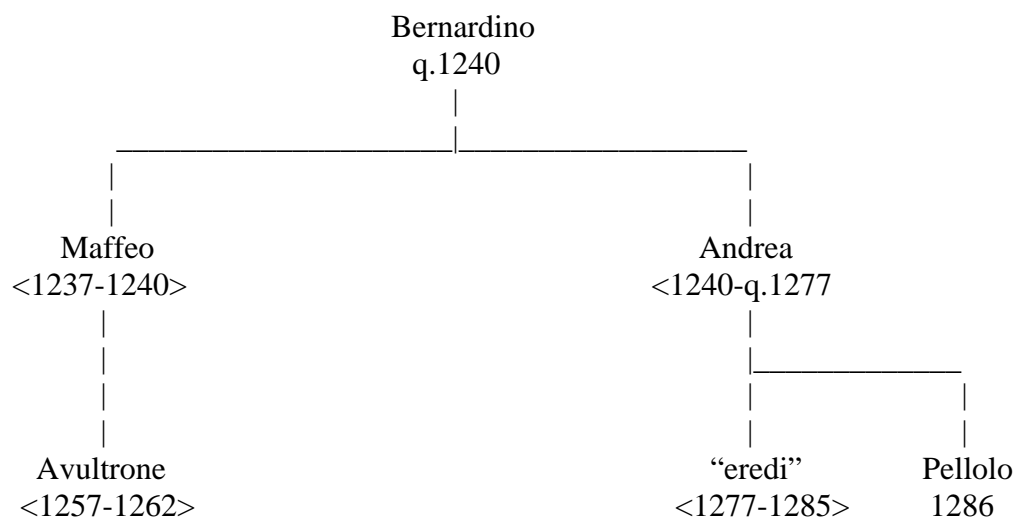 Bernardino
q.1240
Maffeo Andrea
<1237-1240> <1240-q.1277
Avultrone “eredi” Pellolo
<1257-1262> <1277-1285> 1286